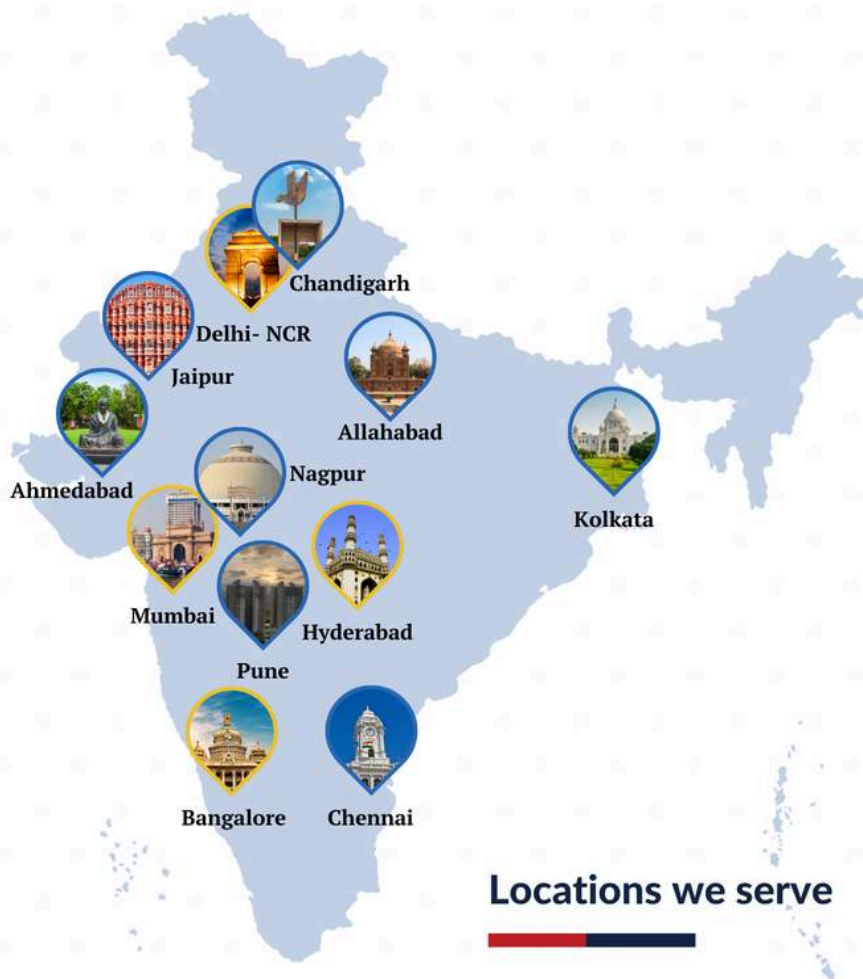 Chandigarh
Delhi- NCR
Jaipur
Allahabad
Nagpur
Ahmedabad
Kolkata
Mumbai
Hyderabad
Pune
Bangalore
Chennai
Locations we serve